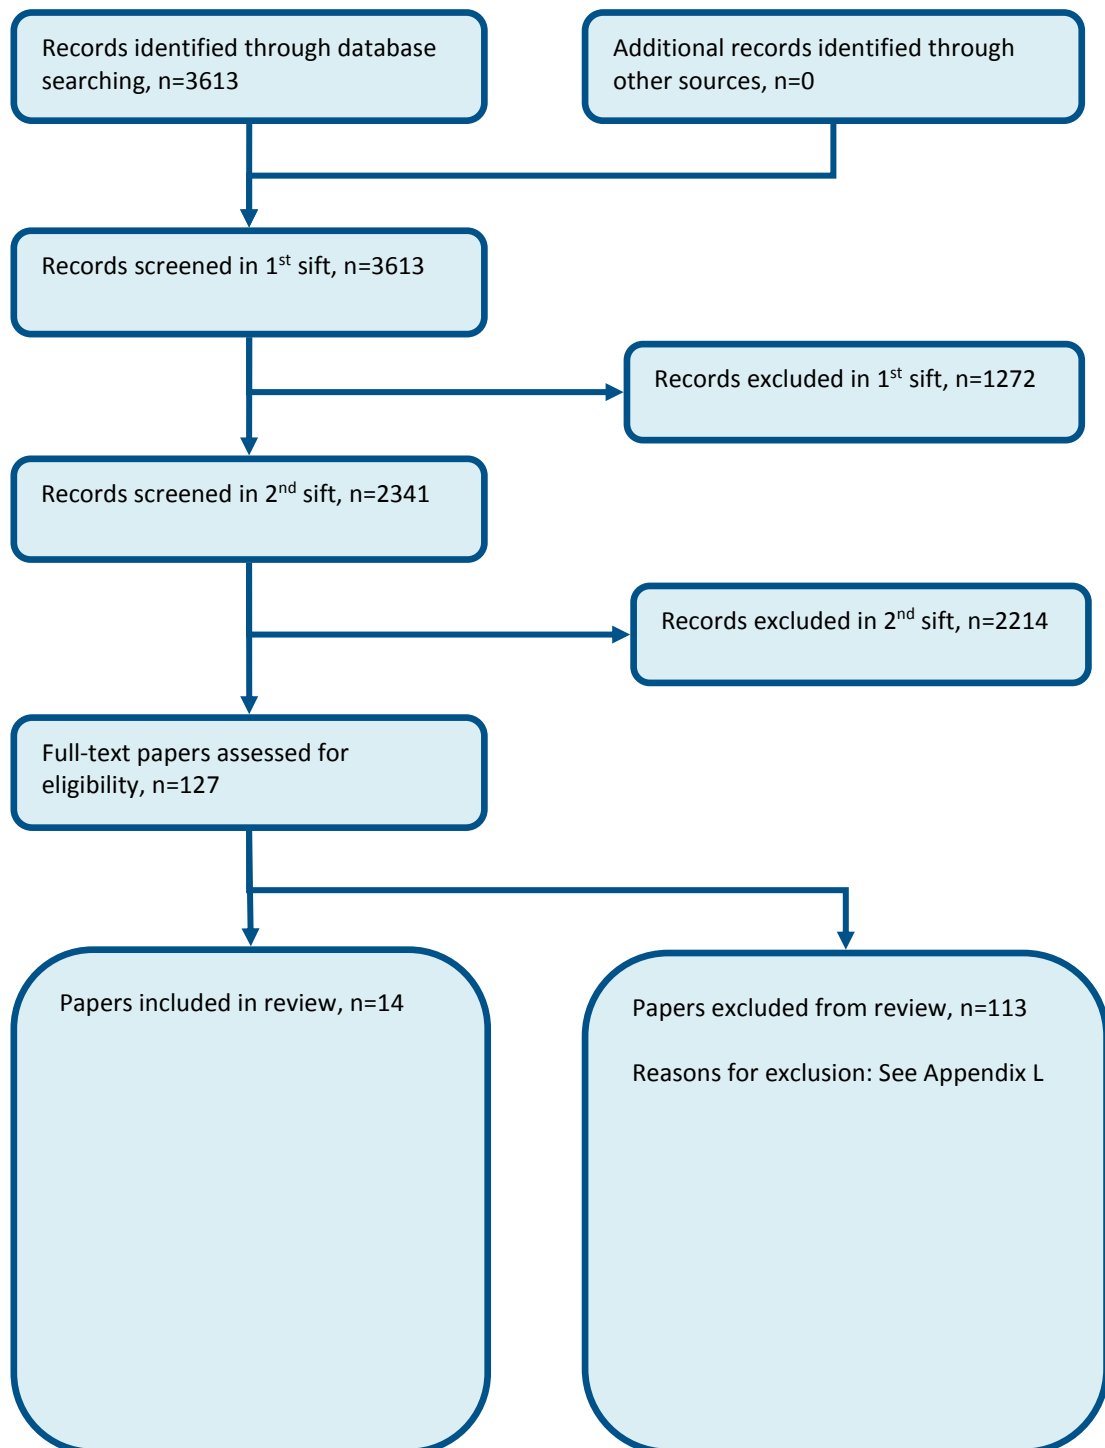 Records identified through database
searching, n=3613
Additional records identified through
other sources, n=0
Records screened in 1st sift, n=3613
Records excluded in 1st sift, n=1272
Records screened in 2nd sift, n=2341
Records excluded in 2nd sift, n=2214
Full-text papers assessed for
eligibility, n=127
Papers included in review, n=14
Papers excluded from review, n=113
Reasons for exclusion: See Appendix L